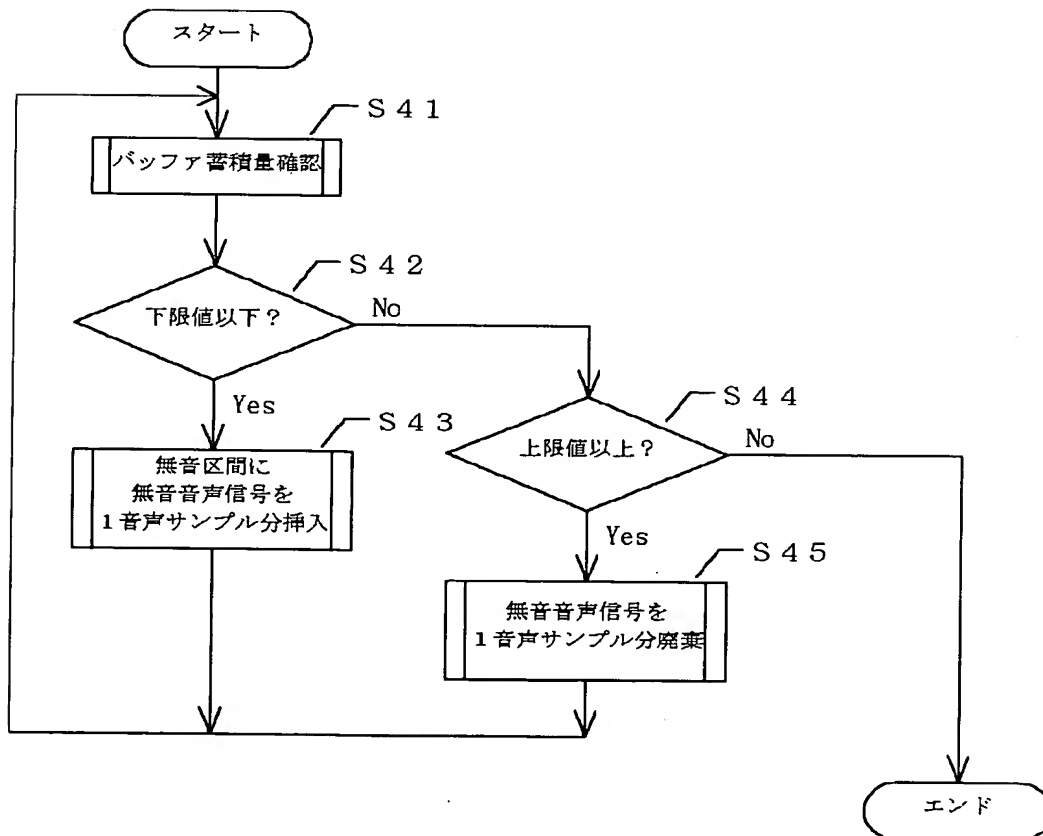 スタート
S41
バッファ蓄積量確認
S42
下限値以下?
No
Yes
S43
無音区間に
無音音声信号を
1音声サンプル分挿入
S44
上限値以上?
No
Yes
S45
無音音声信号を
1音声サンプル分廃棄
エンド